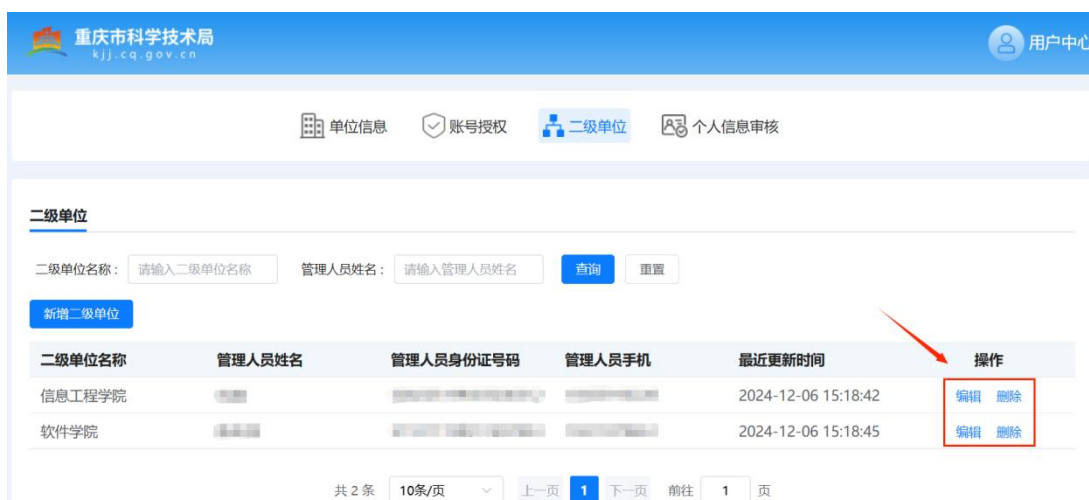 重庆市科学技术局
kjj.cq.gov.cn
用户中心
单位信息 账号授权 二级单位 个人信息审核
二级单位
二级单位名称： 请输入二级单位名称 管理人员姓名： 请输入管理人员姓名 查询 重置
新增二级单位
二级单位名称 管理人员姓名 管理人员身份证号码 管理人员手机 最近更新时间 操作
信息工程学院 2024-12-06 15:18:42 编辑 删除
软件学院 2024-12-06 15:18:45 编辑 删除
共 2 条 10条/页 上一页 1 下一页 前往 1 页